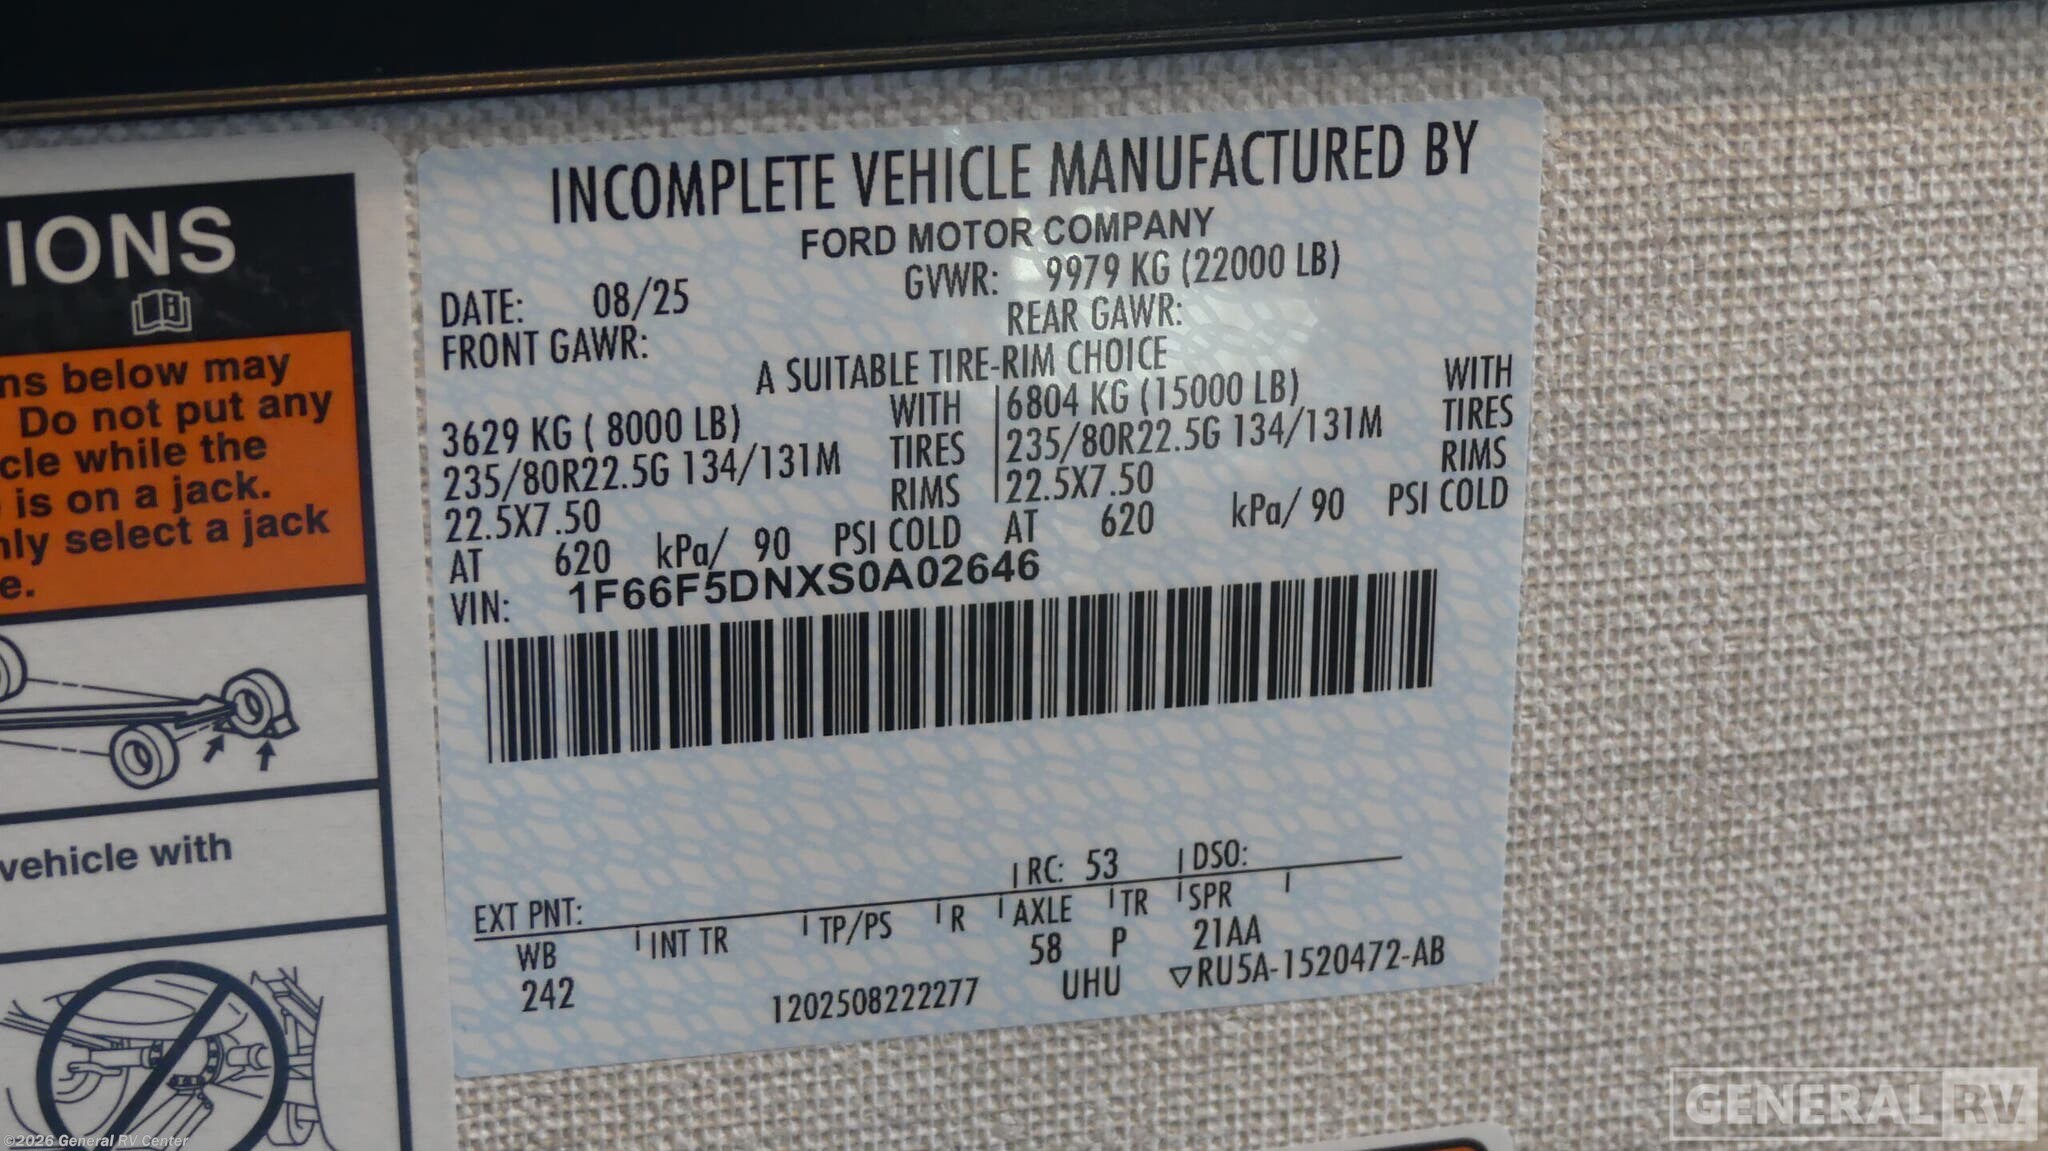 IONS
ns below may
Do not put any
cle while the
is on a jack.
nly select a jack
e.
vehicle with
INCOMPLETE VEHICLE MANUFACTURED BY
FORD MOTOR COMPANY
DATE: 08/25 GVWR: 9979 KG (22000 LB)
FRONT GAWR: REAR GAWR:
A SUITABLE TIRE-RIM CHOICE
3629 KG ( 8000 LB) WITH 6804 KG (15000 LB) WITH
235/80R22.5G 134/131M TIRES 235/80R22.5G 134/131M TIRES
22.5X7.50 RIMS 22.5X7.50 RIMS
AT 620 kPa/ 90 PSI COLD AT 620 kPa/ 90 PSI COLD
VIN: 1F66F5DNXS0A02646
EXT PNT: RC: 53 DSO:
WB INT TR TP/PS R AXLE TR SPR
242 58 P 21AA
1202508222277 UHU ▽RU5A-1520472-AB
GENERAL RV
©2026 General RV Center